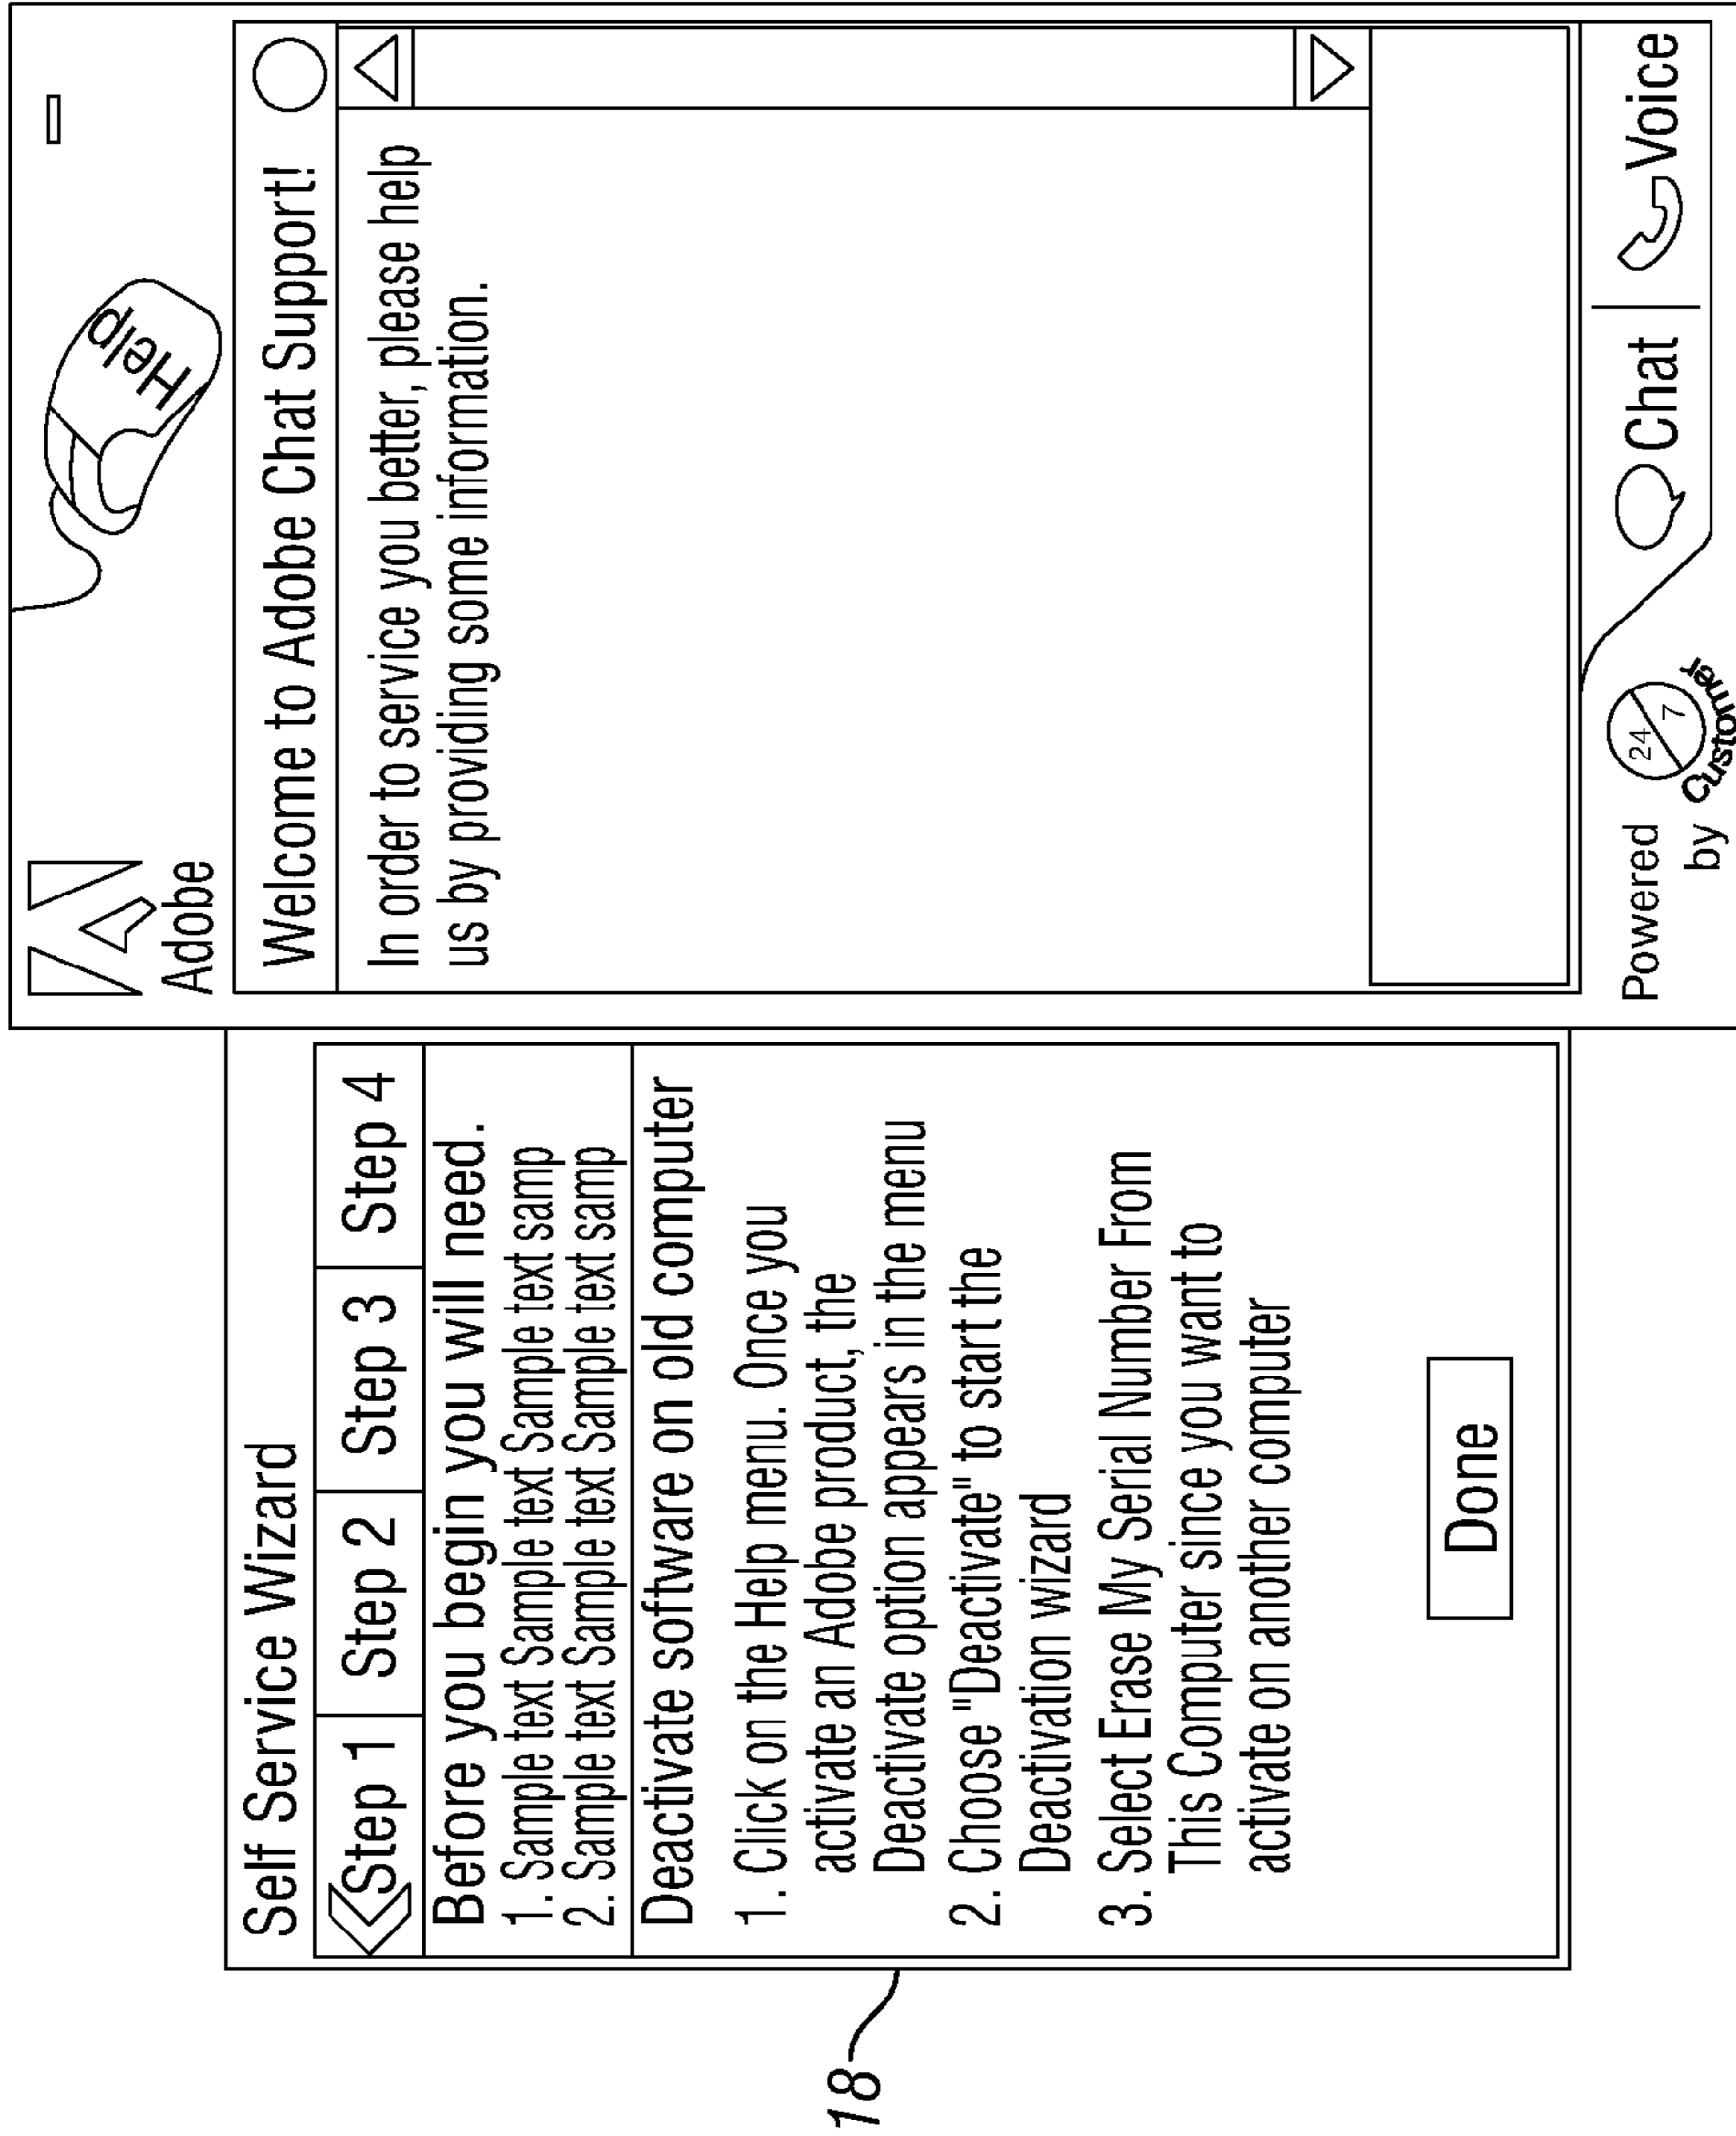 18
Self Service Wizard
Step 1 Step 2 Step 3 Step 4
Before you begin you will need.
1. Sample text Sample text Sample text Sample text samp
2. Sample text Sample text Sample text Sample text samp
Deactivate software on old computer
1. Click on the Help menu. Once you
activate an Adobe product, the
Deactivate option appears in the menu
2. Choose "Deactivate" to start the
Deactivation wizard
3. Select Erase My Serial Number From
This Computer since you want to
activate on another computer
Done
Adobe
Help
Welcome to Adobe Chat Support!
In order to service you better, please help
us by providing some information.
Powered
by
24
7
Customer
Chat
Voice